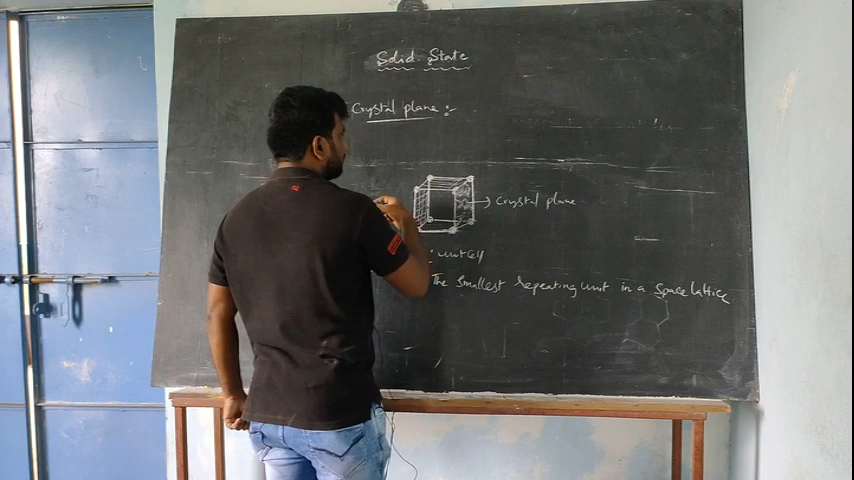 Solid State
Crystal plane :-
Crystal plane
: unit cell
The smallest repeating unit in a space lattice